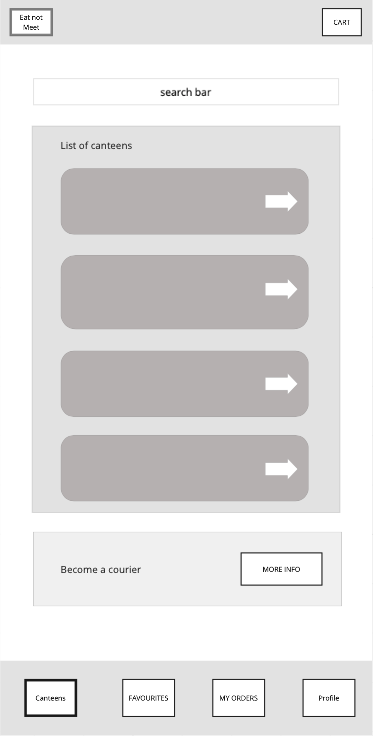 Eat not
Meet
CART
search bar
List of canteens
Become a courier
MORE INFO
Canteens
FAVOURITES
MY ORDERS
Profile